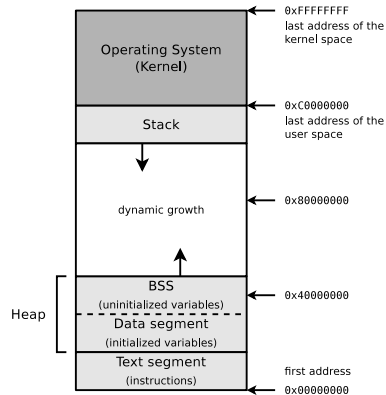 Operating System
(Kernel)
0xFFFFFFFF
last address of the
kernel space
0xC0000000
last address of the
user space
Stack
dynamic growth
0x80000000
Heap
BSS
(uninitialized variables)
0x40000000
Data segment
(initialized variables)
Text segment
(instructions)
first address
0x00000000